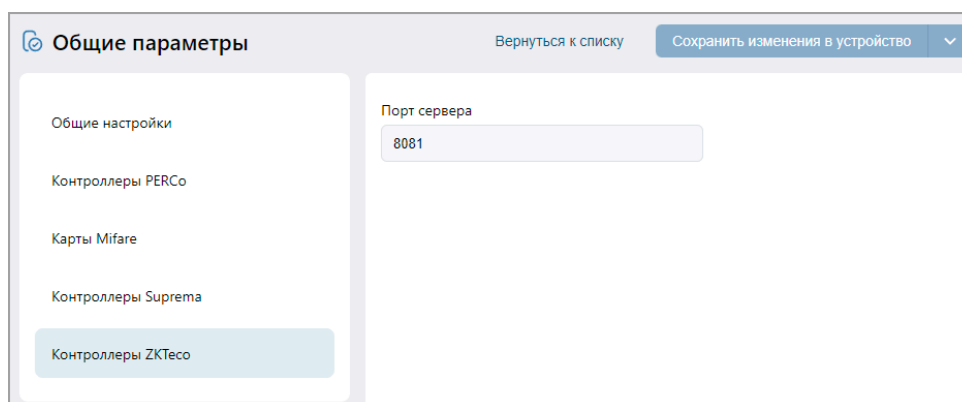 Общие параметры
Вернуться к списку
Сохранить изменения в устройство
Общие настройки
Контроллеры PERCo
Карты Mifare
Контроллеры Suprema
Контроллеры ZKTeco
Порт сервера
8081